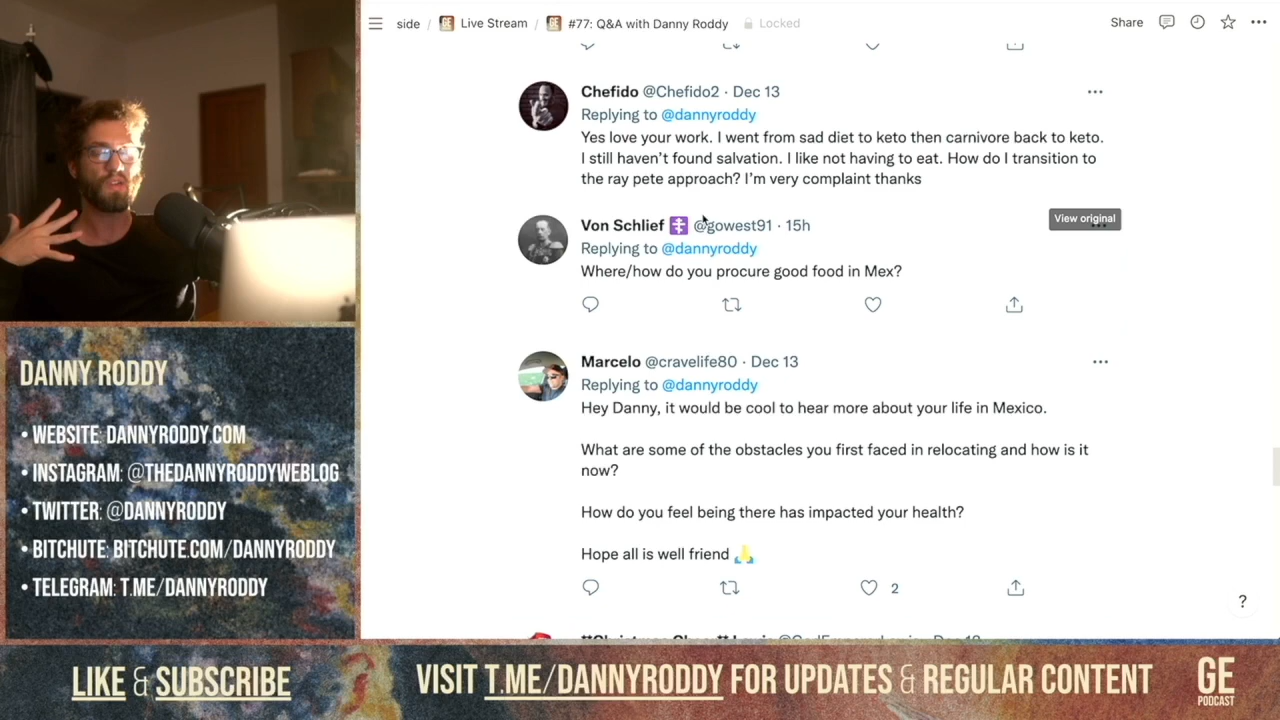 side / Live Stream / #77: Q&A with Danny Roddy Locked
Share
Chefido @Chefido2 · Dec 13
Replying to @dannyroddy
Yes love your work. I went from sad diet to keto then carnivore back to keto.
I still haven't found salvation. I like not having to eat. How do I transition to
the ray pete approach? I'm very complaint thanks
Von Schlief @gowest91 · 15h
View original
Replying to @dannyroddy
Where/how do you procure good food in Mex?
Marcelo @cravelife80 · Dec 13
Replying to @dannyroddy
Hey Danny, it would be cool to hear more about your life in Mexico.
What are some of the obstacles you first faced in relocating and how is it
now?
How do you feel being there has impacted your health?
Hope all is well friend 🙏
2
?
DANNY RODDY
• WEBSITE: DANNYRODDY.COM
• INSTAGRAM: @THEDANNYRODDYWEBLOG
• TWITTER: @DANNYRODDY
• BITCHUTE: BITCHUTE.COM/DANNYRODDY
• TELEGRAM: T.ME/DANNYRODDY
LIKE & SUBSCRIBE
VISIT T.ME/DANNYRODDY FOR UPDATES & REGULAR CONTENT
GE
PODCAST